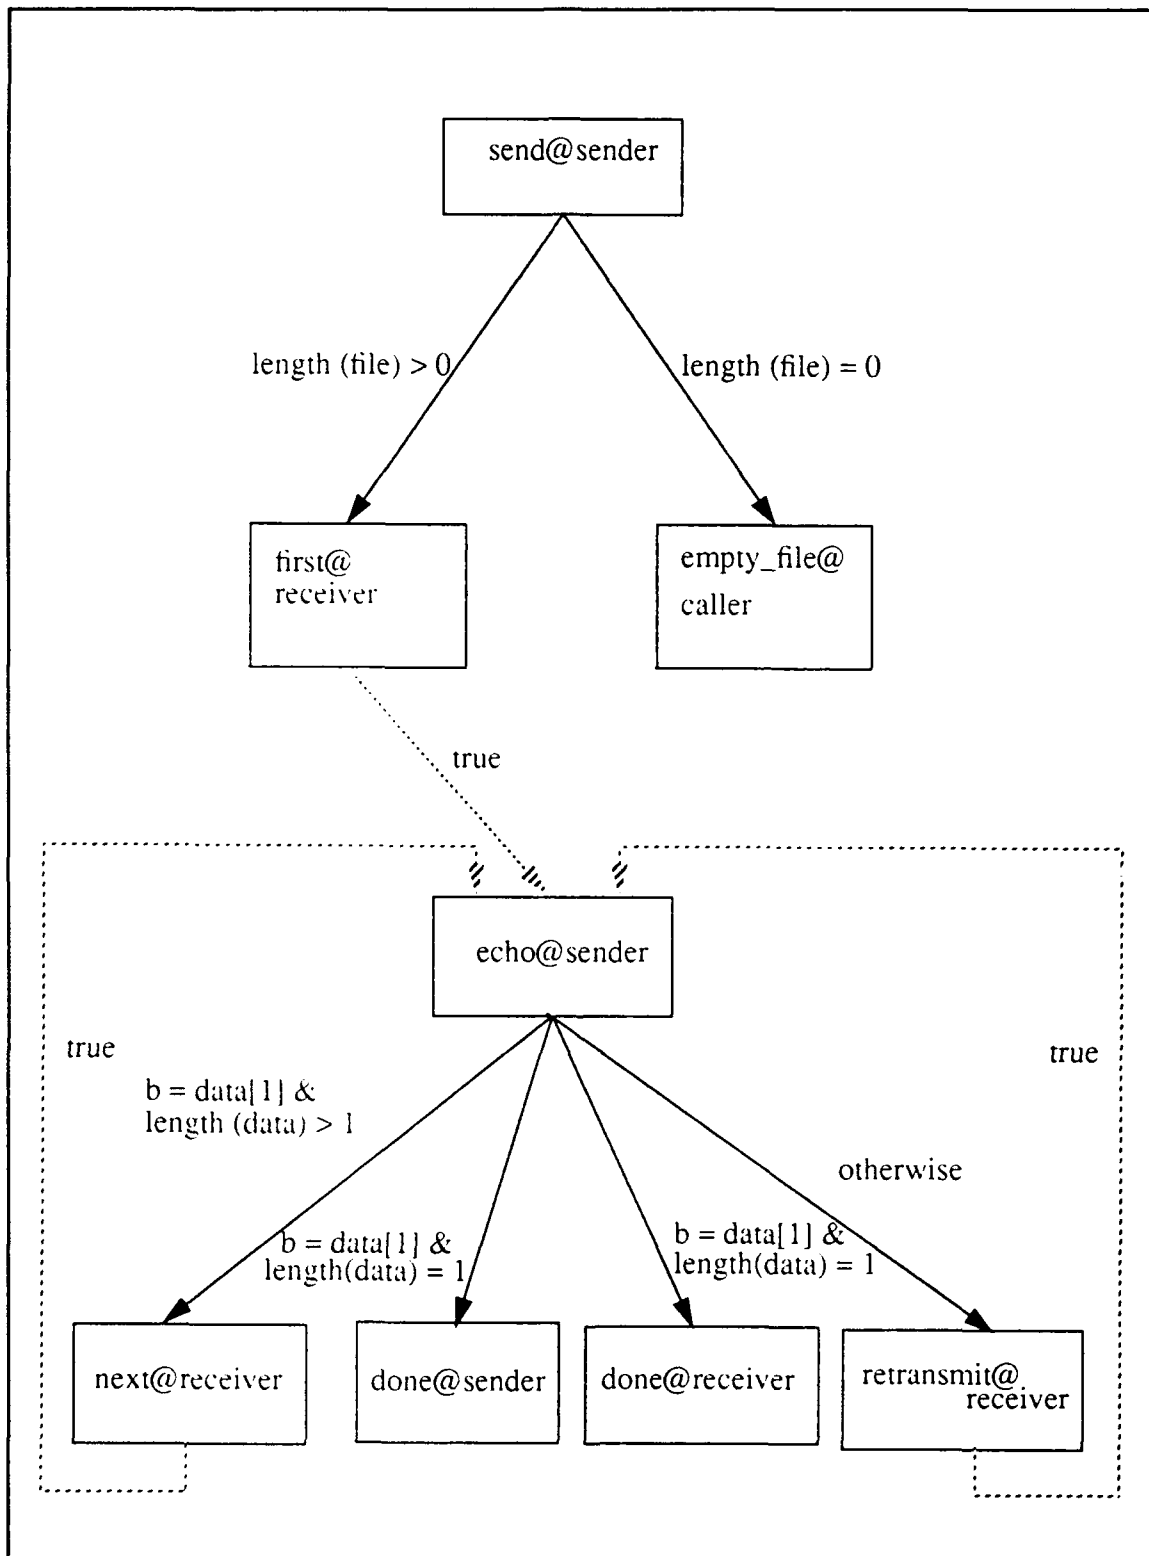 send@sender
length (file) > 0
length (file) = 0
first@
receiver
empty_file@
caller
true
echo@sender
true
true
b = data[1] &
length (data) > 1
otherwise
b = data[1] &
length(data) = 1
b = data[1] &
length(data) = 1
next@receiver
done@sender
done@receiver
retransmit@
receiver